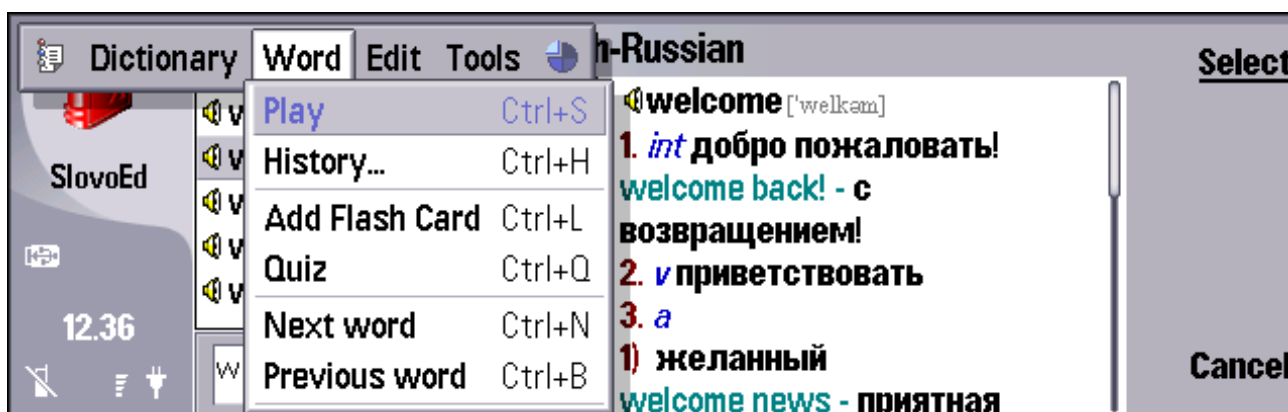 Dictionary Word Edit Tools
-Russian
Select
SlovoEd
12.36
Play Ctrl+S
History... Ctrl+H
Add Flash Card Ctrl+L
Quiz Ctrl+Q
Next word Ctrl+N
Previous word Ctrl+B
welcome ['welkəm]
1. int добро пожаловать!
welcome back! - с
возвращением!
2. v приветствовать
3. a
1) желанный
welcome news - приятная
Cancel